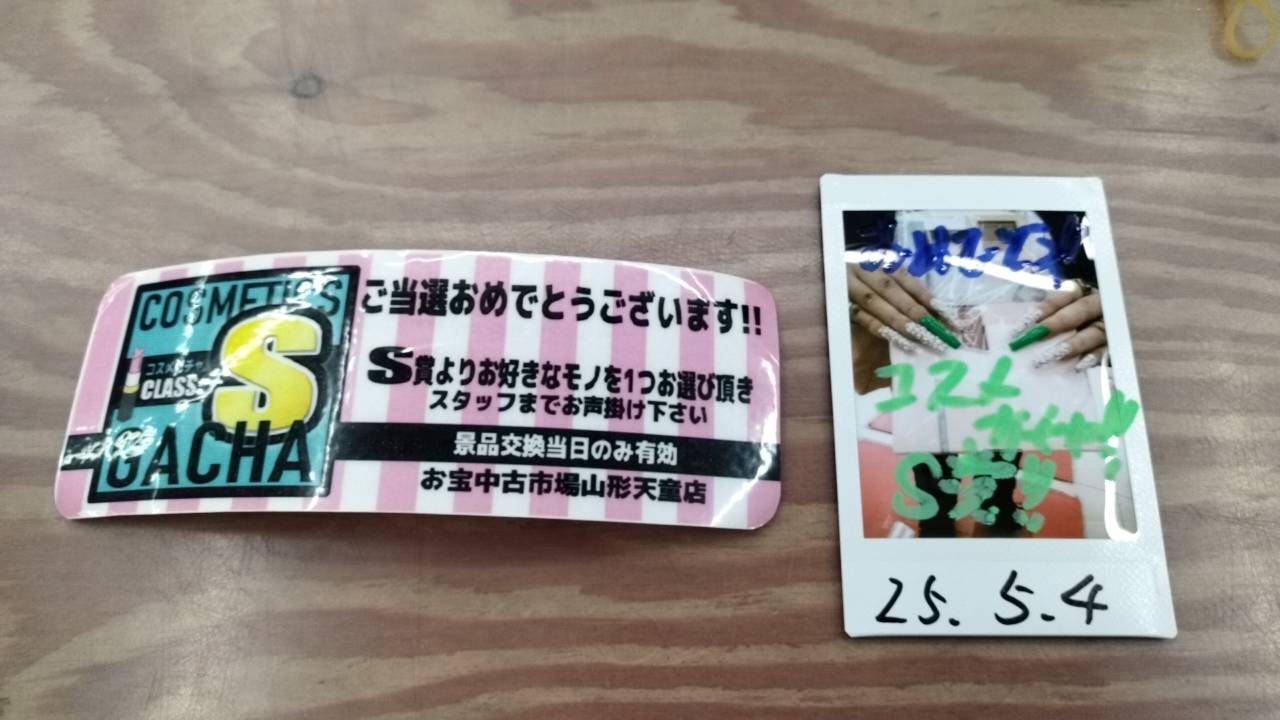 COSMETICS
コスメガチャ
CLASS
S
GACHA
ご当選おめでとうございます!!
S賞よりお好きなモノを1つお選び頂き
スタッフまでお声掛け下さい
景品交換当日のみ有効
お宝中古市場山形天童店
コスメ
ガチャ!!
S賞!!
25.5.4